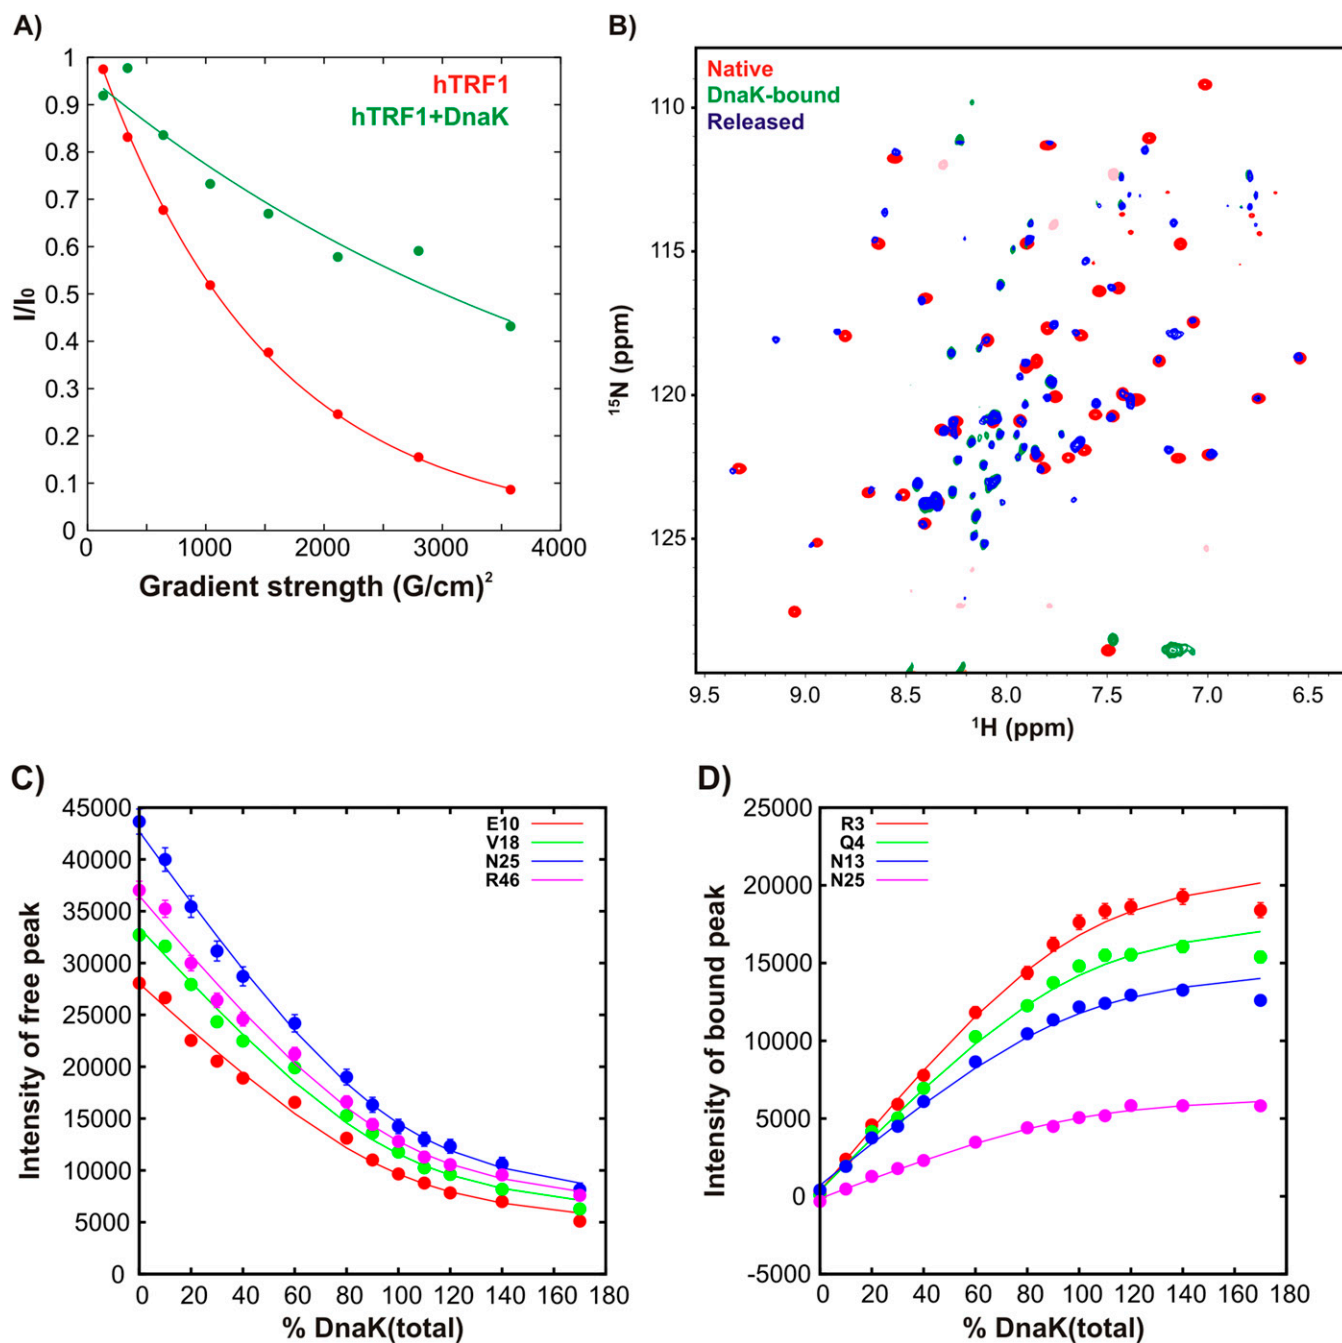 A)
1
0.9
0.8
0.7
0.6
0.5
0.4
0.3
0.2
0.1
0
I/I₀
hTRF1
hTRF1+DnaK
0 1000 2000 3000 4000
Gradient strength (G/cm)²
B)
Native
DnaK-bound
Released
110
115
120
125
¹⁵N (ppm)
9.5 9.0 8.5 8.0 7.5 7.0 6.5
¹H (ppm)
C)
45000
40000
35000
30000
25000
20000
15000
10000
5000
0
Intensity of free peak
E10
V18
N25
R46
0 20 40 60 80 100 120 140 160 180
% DnaK(total)
D)
25000
20000
15000
10000
5000
0
-5000
Intensity of bound peak
R3
Q4
N13
N25
0 20 40 60 80 100 120 140 160 180
% DnaK(total)